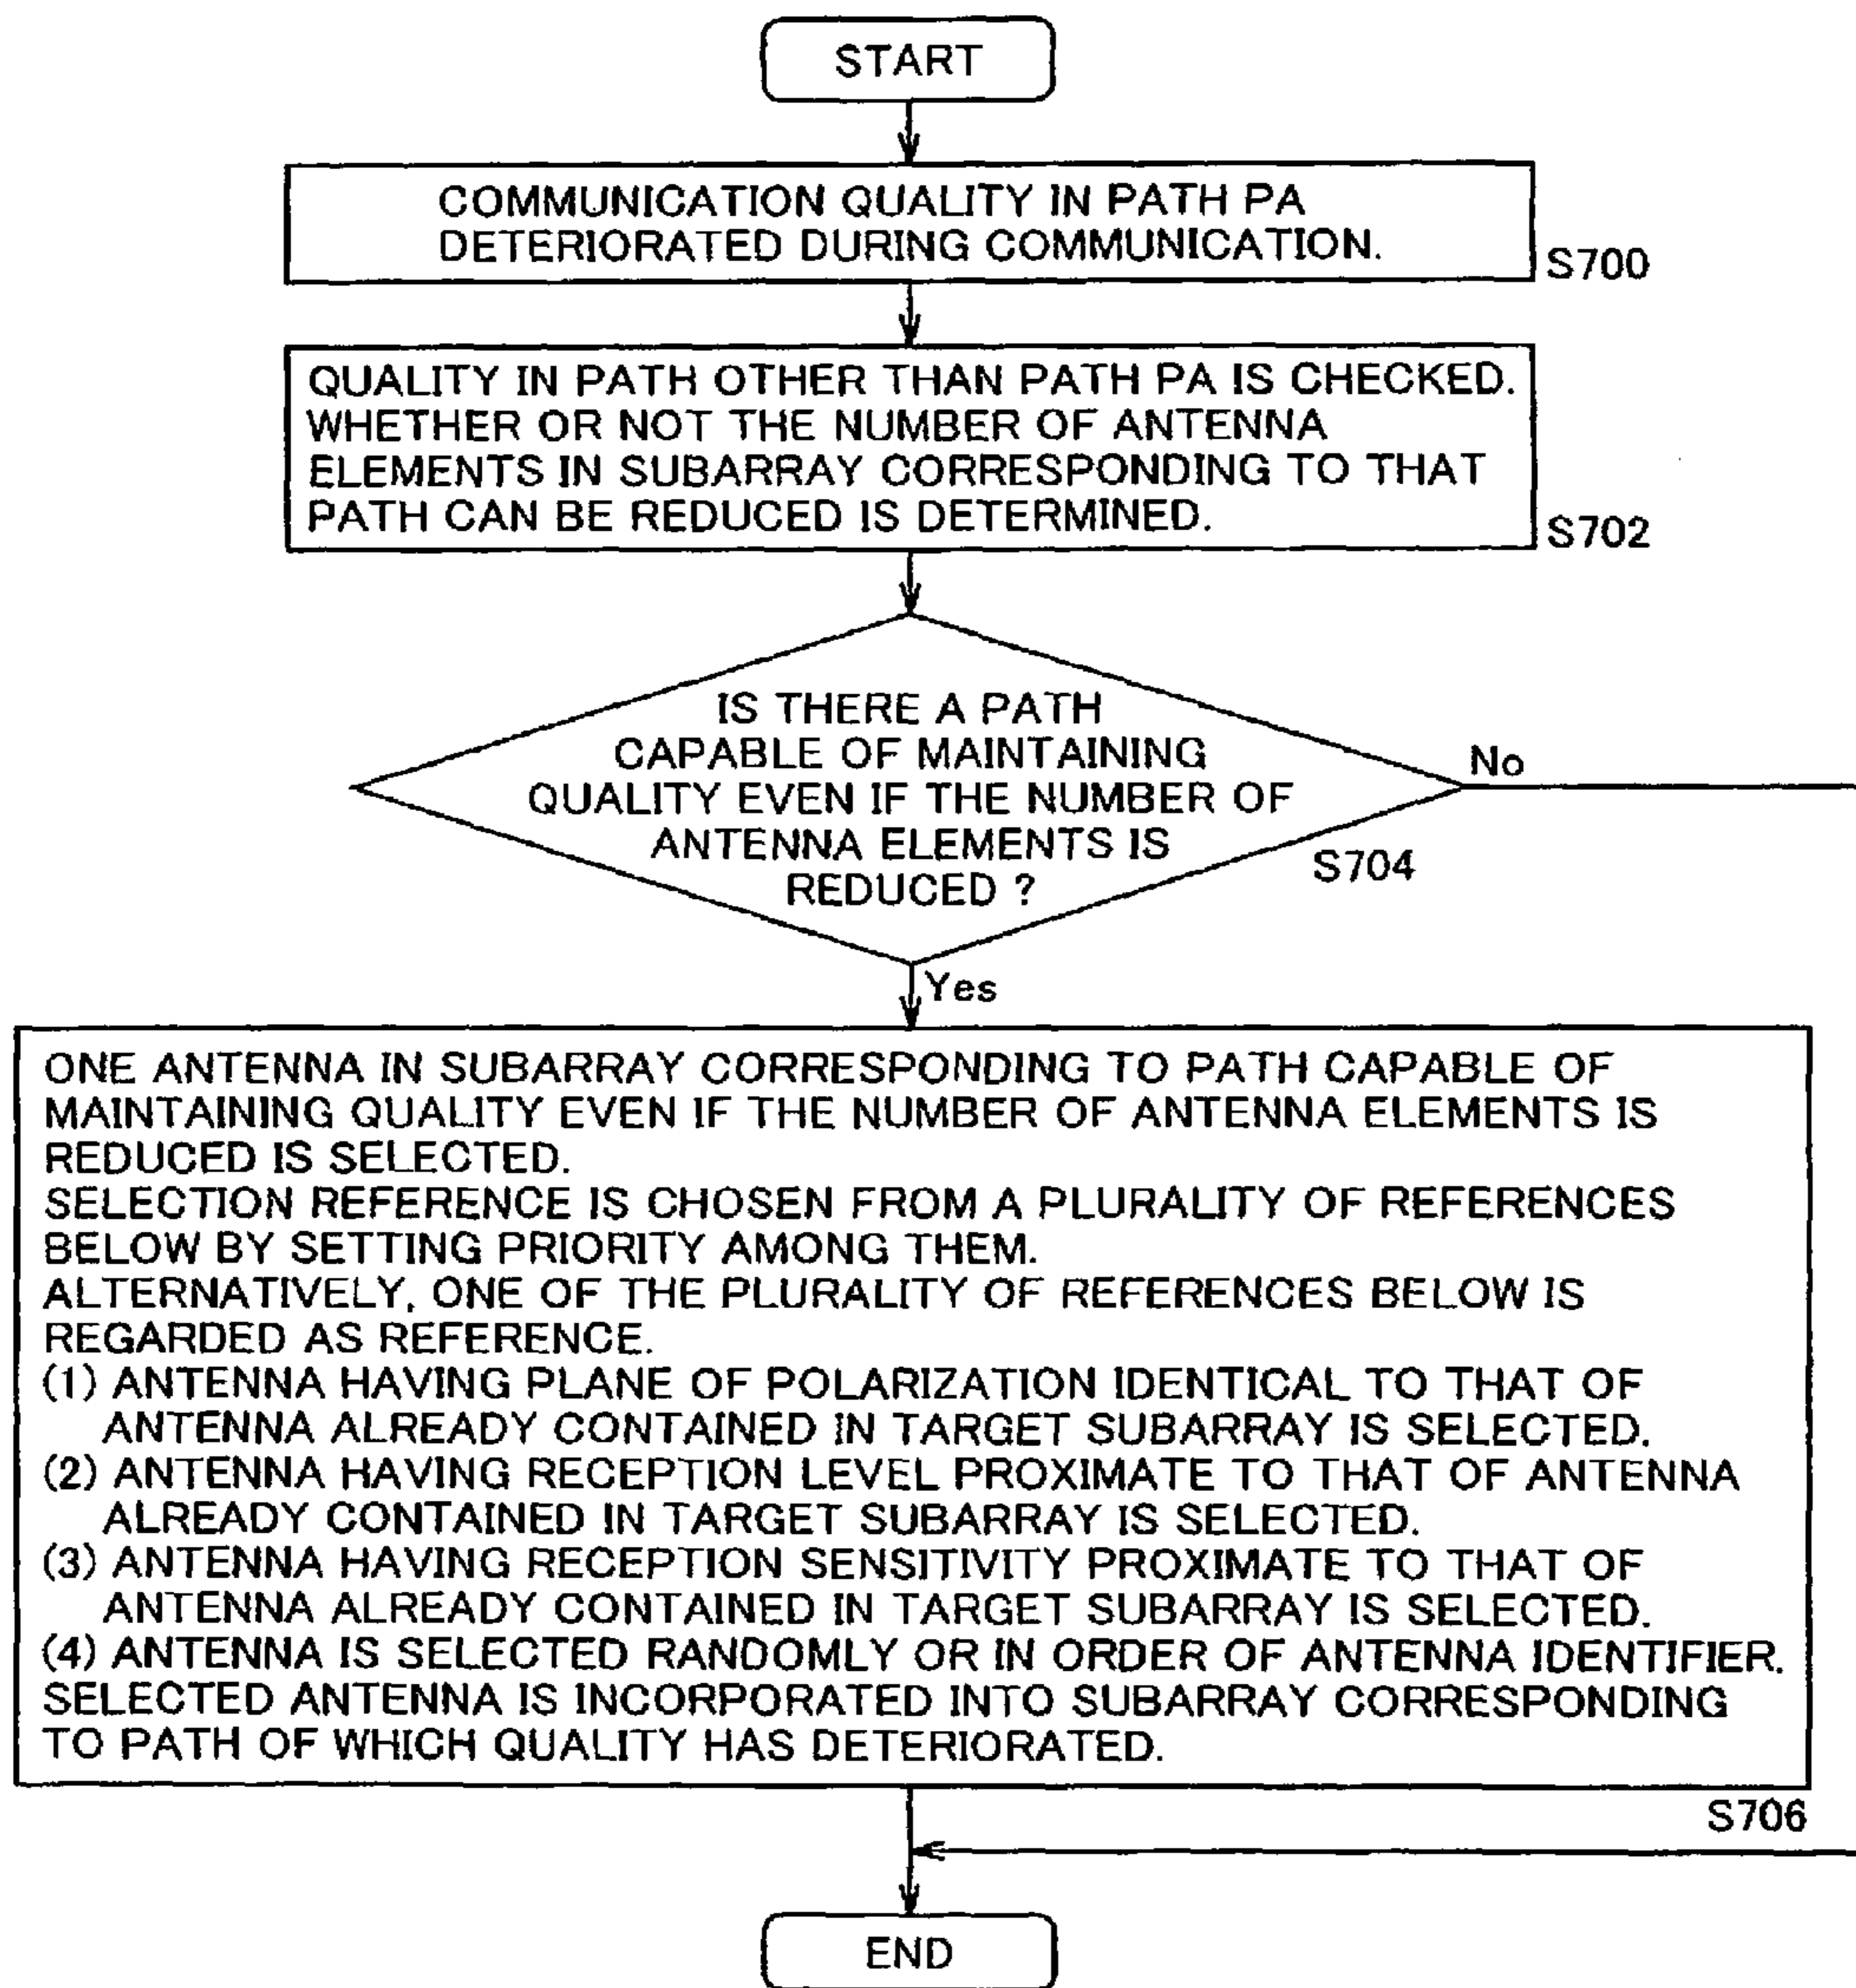 START
COMMUNICATION QUALITY IN PATH PA
DETERIORATED DURING COMMUNICATION.
S700
QUALITY IN PATH OTHER THAN PATH PA IS CHECKED.
WHETHER OR NOT THE NUMBER OF ANTENNA
ELEMENTS IN SUBARRAY CORRESPONDING TO THAT
PATH CAN BE REDUCED IS DETERMINED.
S702
IS THERE A PATH
CAPABLE OF MAINTAINING
QUALITY EVEN IF THE NUMBER OF
ANTENNA ELEMENTS IS
REDUCED ?
No
S704
Yes
ONE ANTENNA IN SUBARRAY CORRESPONDING TO PATH CAPABLE OF
MAINTAINING QUALITY EVEN IF THE NUMBER OF ANTENNA ELEMENTS IS
REDUCED IS SELECTED.
SELECTION REFERENCE IS CHOSEN FROM A PLURALITY OF REFERENCES
BELOW BY SETTING PRIORITY AMONG THEM.
ALTERNATIVELY, ONE OF THE PLURALITY OF REFERENCES BELOW IS
REGARDED AS REFERENCE.
(1) ANTENNA HAVING PLANE OF POLARIZATION IDENTICAL TO THAT OF
ANTENNA ALREADY CONTAINED IN TARGET SUBARRAY IS SELECTED.
(2) ANTENNA HAVING RECEPTION LEVEL PROXIMATE TO THAT OF ANTENNA
ALREADY CONTAINED IN TARGET SUBARRAY IS SELECTED.
(3) ANTENNA HAVING RECEPTION SENSITIVITY PROXIMATE TO THAT OF
ANTENNA ALREADY CONTAINED IN TARGET SUBARRAY IS SELECTED.
(4) ANTENNA IS SELECTED RANDOMLY OR IN ORDER OF ANTENNA IDENTIFIER.
SELECTED ANTENNA IS INCORPORATED INTO SUBARRAY CORRESPONDING
TO PATH OF WHICH QUALITY HAS DETERIORATED.
S706
END